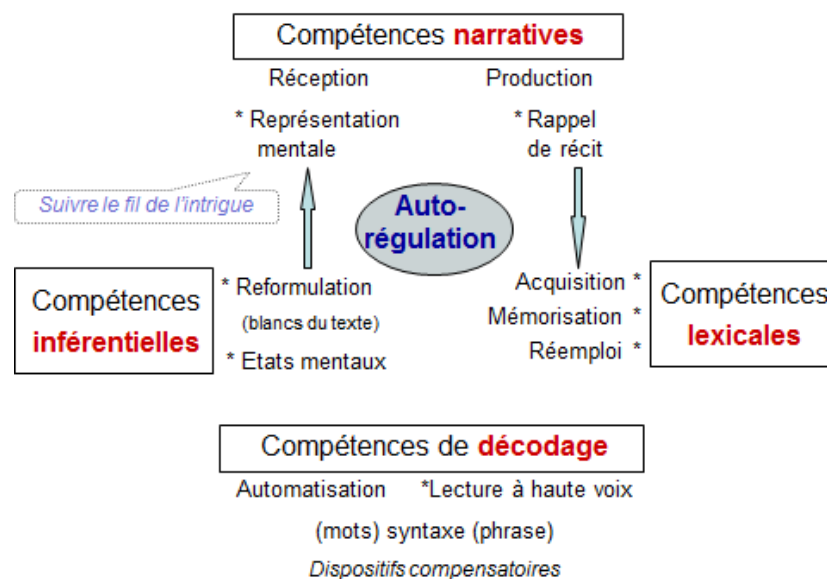 Compétences narratives
Réception
Production
* Représentation
mentale
* Rappel
de récit
Suivre le fil de l'intrigue
Auto-
régulation
Compétences
inférentielles
* Reformulation
(blancs du texte)
* Etats mentaux
Acquisition *
Mémorisation *
Réemploi *
Compétences
lexicales
Compétences de décodage
Automatisation
*Lecture à haute voix
(mots) syntaxe (phrase)
Dispositifs compensatoires